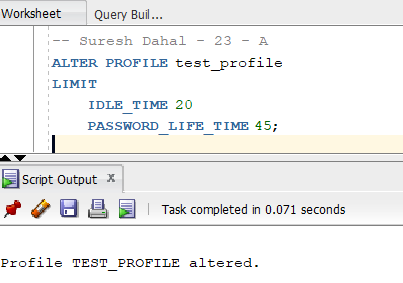 Worksheet Query Buil...
-- Suresh Dahal - 23 - A
ALTER PROFILE test_profile
LIMIT
IDLE_TIME 20
PASSWORD_LIFE_TIME 45;
Script Output x
Task completed in 0.071 seconds
Profile TEST_PROFILE altered.